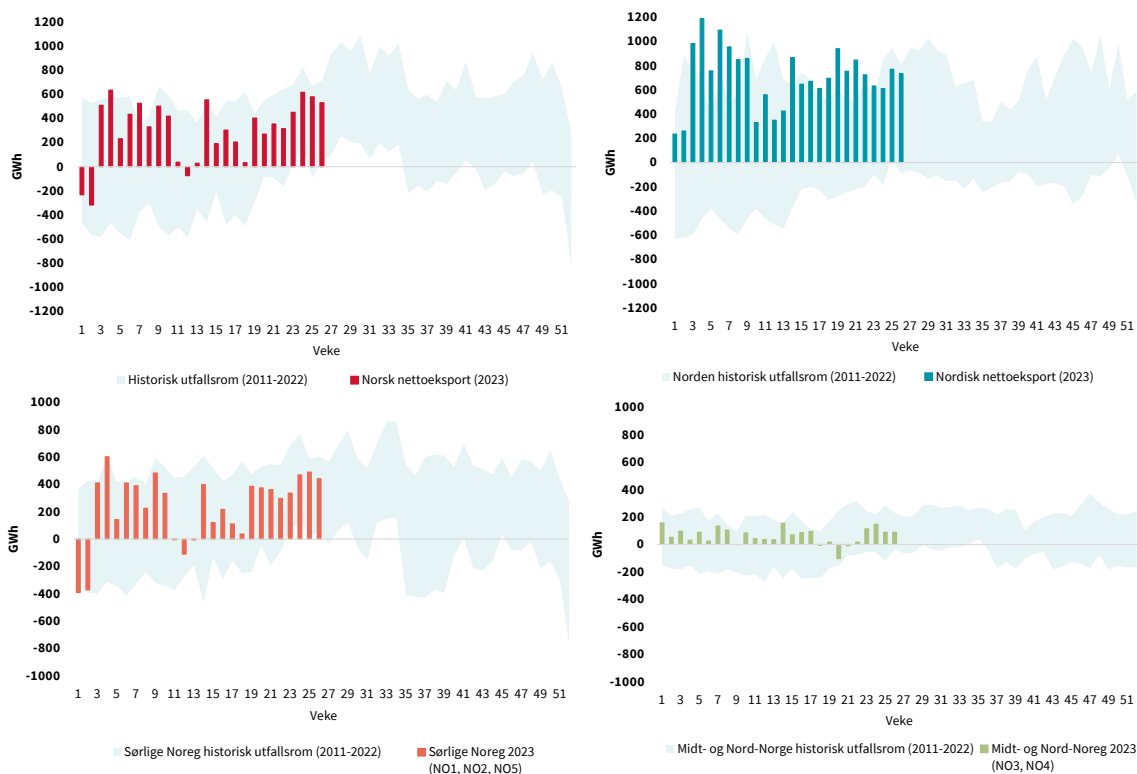 1200
1000
800
600
400
200
0
-200
-400
-600
-800
-1000
-1200
GWh
1 3 5 7 9 11 13 15 17 19 21 23 25 27 29 31 33 35 37 39 41 43 45 47 49 51
Veke
Historisk utfallsrom (2011-2022) Norsk nettoeksport (2023)
1200
1000
800
600
400
200
0
-200
-400
-600
-800
-1000
-1200
GWh
1 3 5 7 9 11 13 15 17 19 21 23 25 27 29 31 33 35 37 39 41 43 45 47 49 51
Veke
Norden historisk utfallsrom (2011-2022) Nordisk nettoeksport (2023)
1000
800
600
400
200
0
-200
-400
-600
-800
-1000
GWh
1 3 5 7 9 11 13 15 17 19 21 23 25 27 29 31 33 35 37 39 41 43 45 47 49 51
Veke
Sørlige Noreg historisk utfallsrom (2011-2022) Sørlige Noreg 2023
(NO1, NO2, NO5)
1000
800
600
400
200
0
-200
-400
-600
-800
-1000
GWh
1 3 5 7 9 11 13 15 17 19 21 23 25 27 29 31 33 35 37 39 41 43 45 47 49 51
Veke
Midt- og Nord-Norge historisk utfallsrom (2011-2022) Midt- og Nord-Noreg 2023
(NO3, NO4)